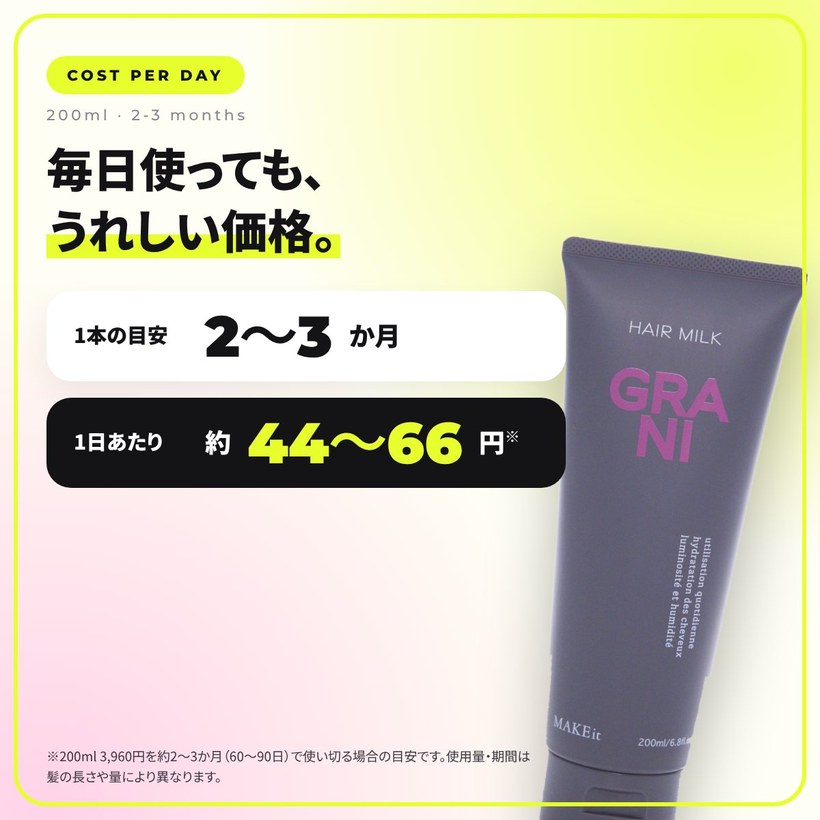 COST PER DAY
200ml · 2-3 months
毎日使っても、
うれしい価格。
1本の目安 2〜3 か月
1日あたり 約 44〜66 円※
HAIR MILK
GRA
NI
utilisation quotidienne
hydratation des cheveux
luminosité et humidité
MAKEit
200ml/6.8fl.
※200ml 3,960円を約2〜3か月（60〜90日）で使い切る場合の目安です。使用量・期間は
髪の長さや量により異なります。